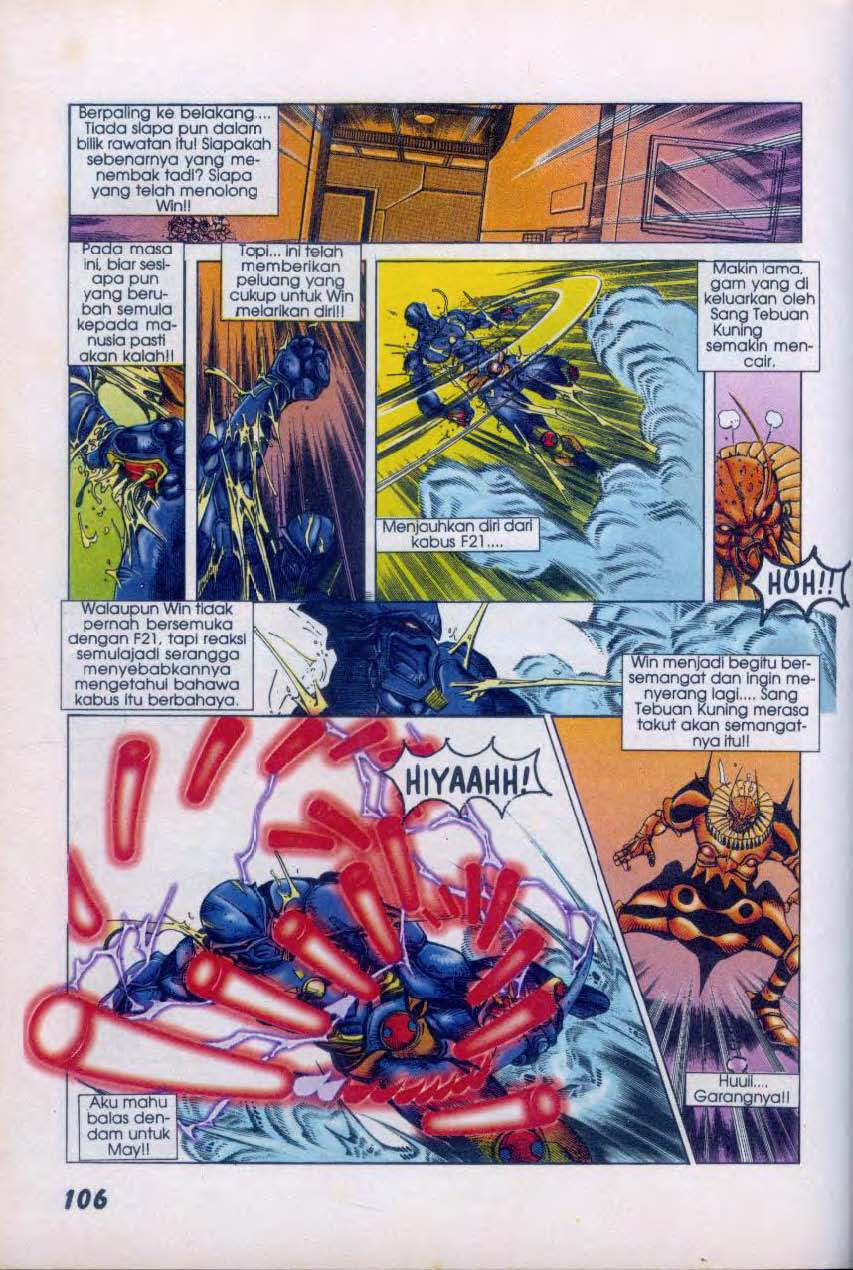 Berpaling ke belakang....
Tiada siapa pun dalam
bilik rawatan itu! Siapakah
sebenarnya yang me-
nembak tadi? Siapa
yang telah menolong
Win!!
Pada masa
ini, biar sesi-
apa pun
yang beru-
bah semula
kepada ma-
nusia pasti
akan kalah!!
Tapi... ini telah
memberikan
peluang yang
cukup untuk Win
melarikan diri!!
Menjauhkan diri dari
kabus F21....
Makin lama,
gam yang di
keluarkan oleh
Sang Tebuan
Kuning
semakin men-
cair.
HUH!!
Walaupun Win tidak
pernah bersemuka
dengan F21, tapi reaksi
semulajadi serangga
menyebabkannya
mengetahui bahawa
kabus itu berbahaya.
Win menjadi begitu ber-
semangat dan ingin me-
nyerang lagi.... Sang
Tebuan Kuning merasa
takut akan semangat-
nya itu!!
HIYAAHH!
Aku mahu
balas den-
dam untuk
May!!
Huuii....
Garangnya!!
106